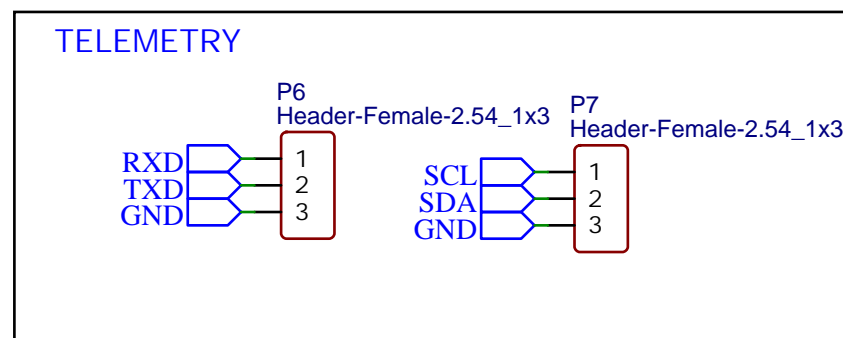 TELEMETRY
P6
Header-Female-2.54_1x3
RXD 1
TXD 2
GND 3
P7
Header-Female-2.54_1x3
SCL 1
SDA 2
GND 3